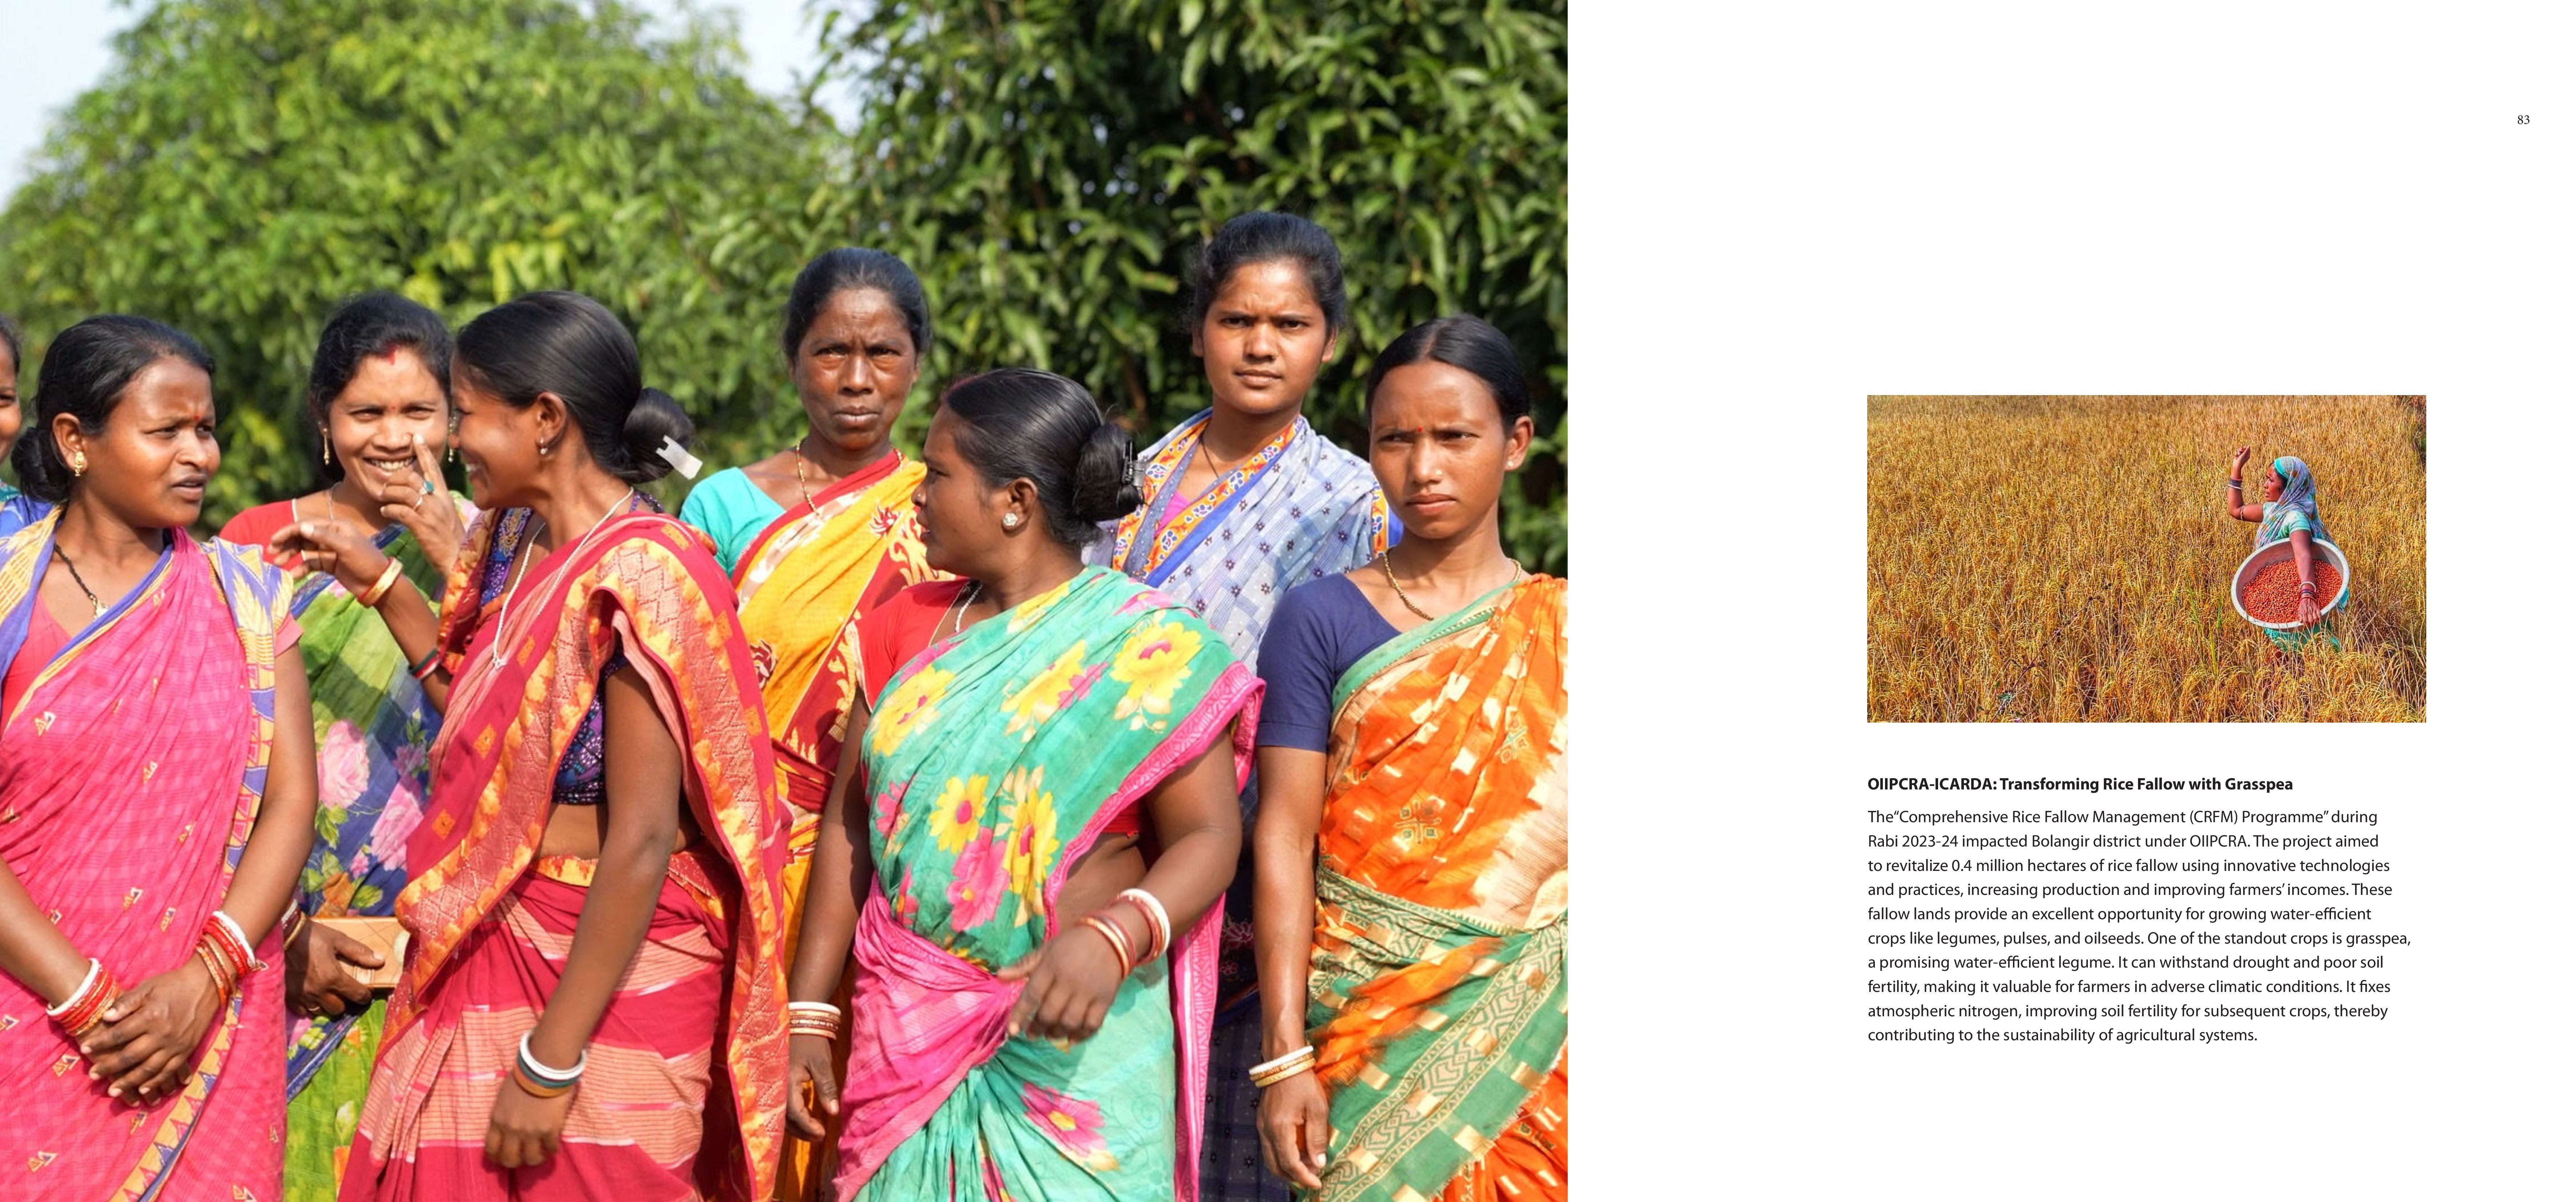 83
OIIPCRA-ICARDA: Transforming Rice Fallow with Grasspea
The“Comprehensive Rice Fallow Management (CRFM) Programme” during
Rabi 2023-24 impacted Bolangir district under OIIPCRA. The project aimed
to revitalize 0.4 million hectares of rice fallow using innovative technologies
and practices, increasing production and improving farmers’ incomes. These
fallow lands provide an excellent opportunity for growing water-efficient
crops like legumes, pulses, and oilseeds. One of the standout crops is grasspea,
a promising water-efficient legume. It can withstand drought and poor soil
fertility, making it valuable for farmers in adverse climatic conditions. It fixes
atmospheric nitrogen, improving soil fertility for subsequent crops, thereby
contributing to the sustainability of agricultural systems.